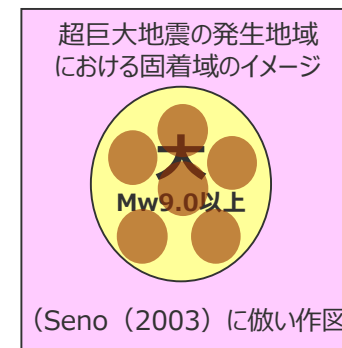 超巨大地震の発生地域
における固着域のイメージ
大
Mw9.0以上
（Seno（2003）に倣い作図